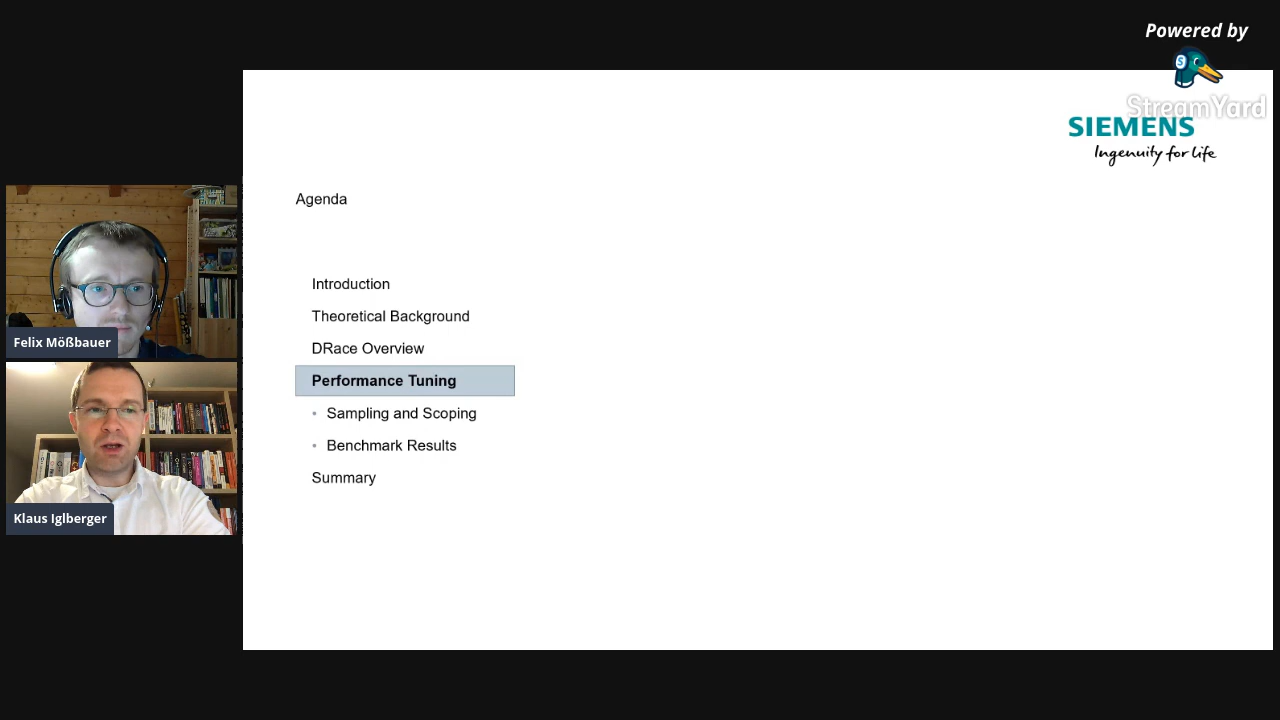 Powered by
S
StreamYard
SIEMENS
Ingenuity for life
Agenda
Introduction
Theoretical Background
DRace Overview
Performance Tuning
• Sampling and Scoping
• Benchmark Results
Summary
Felix Mößbauer
Klaus Iglberger